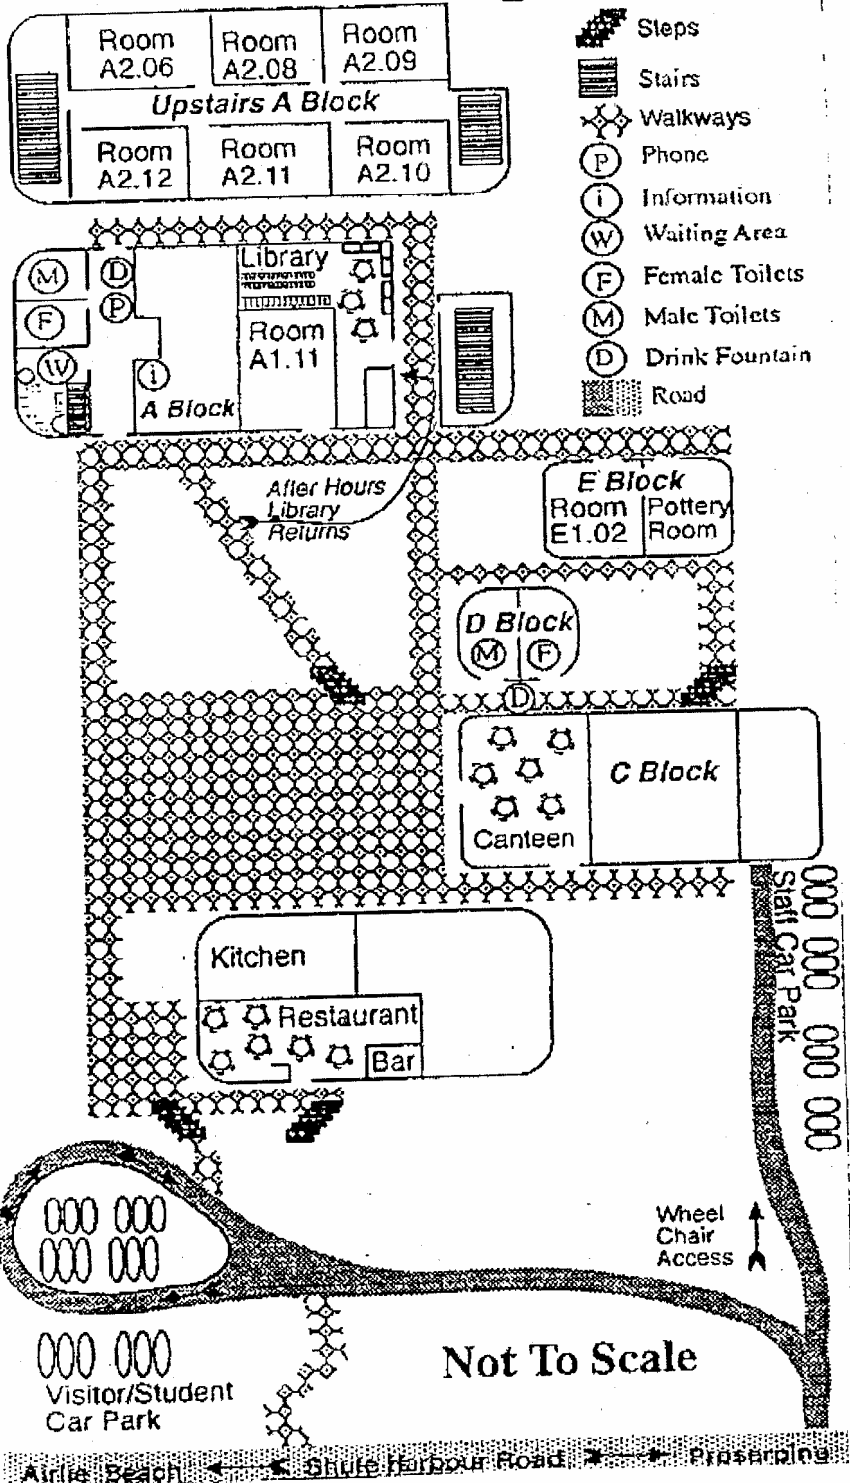 Room
A2.06
Room
A2.08
Room
A2.09
Upstairs A Block
Room
A2.12
Room
A2.11
Room
A2.10
Steps
Stairs
Walkways
P Phone
i Information
W Waiting Area
F Female Toilets
M Male Toilets
D Drink Fountain
Road
M
D
F
P
W
i
Library
Room
A1.11
A Block
After Hours
Library
Returns
E Block
Room
E1.02
Pottery
Room
D Block
M
F
D
C Block
Canteen
Kitchen
Restaurant
Bar
Staff Car Park
Wheel
Chair
Access
Not To Scale
Visitor/Student
Car Park
Airlie Beach
Shute Harbour Road
Proserpine